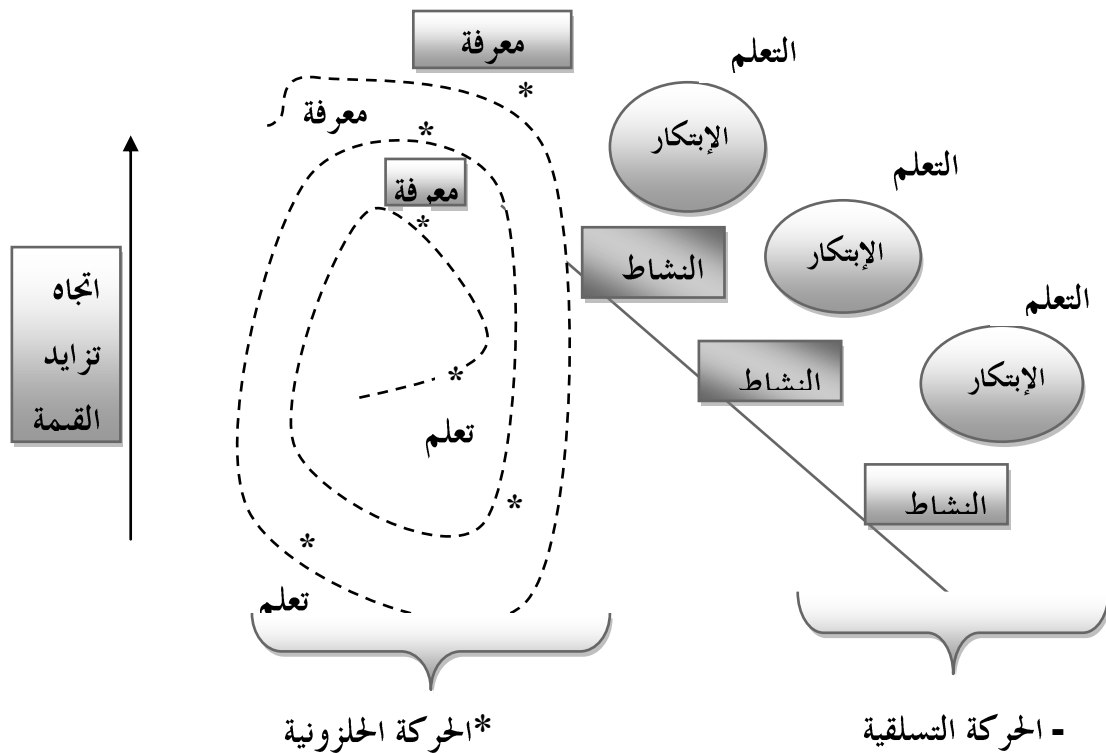 معرفة
التعلم
*
معرفة
*
الإبتكار
التعلم
معرفة
*
الإبتكار
النشاط
اتجاه
تزايد
القيمة
التعلم
*
النشاط
الإبتكار
تعلم
*
النشاط
*
تعلم
*الحركة الحلزونية
- الحركة التسلقية